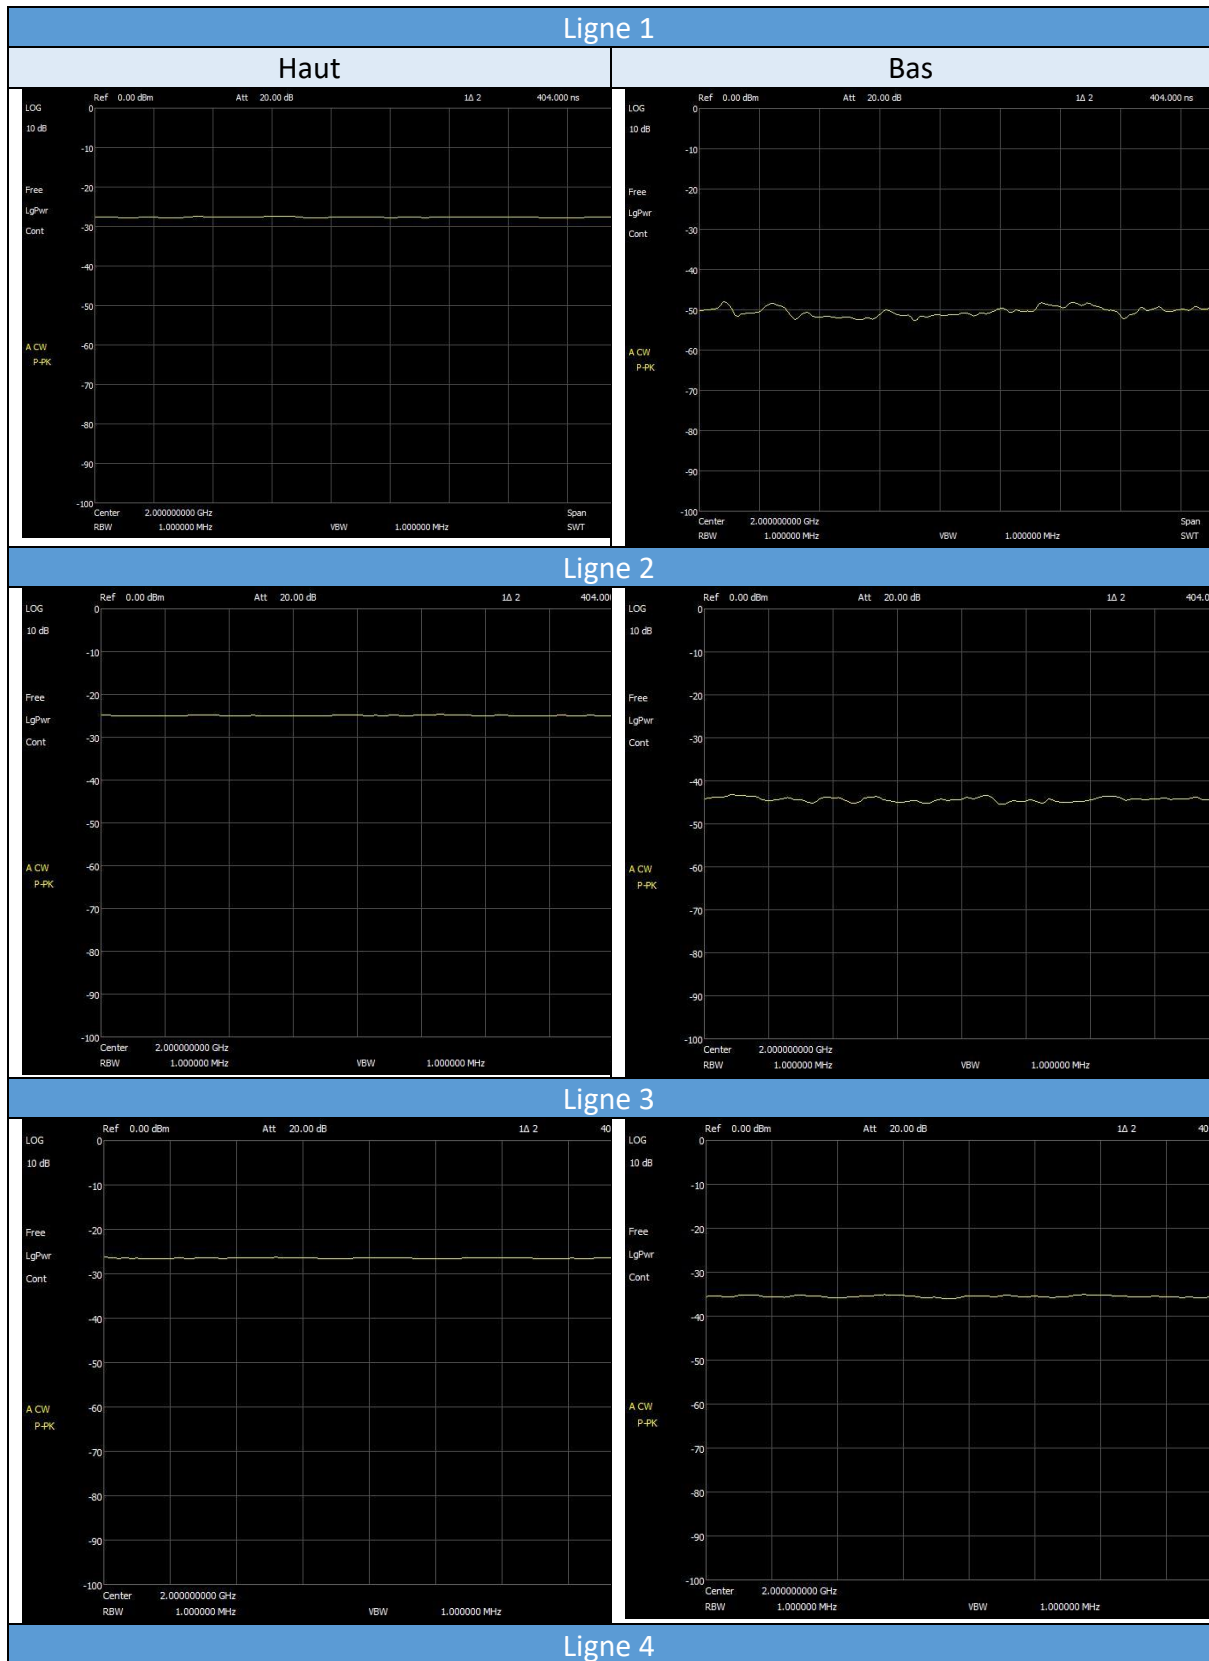 Ligne 1
Haut
Bas
Ref 0.00 dBm Att 20.00 dB 1Δ 2 404.000 ns
LOG
10 dB
Free
LgPwr
Cont
A CW
P-PK
0
-10
-20
-30
-40
-50
-60
-70
-80
-90
-100
Center 2.000000000 GHz Span
RBW 1.000000 MHz VBW 1.000000 MHz SWT
Ref 0.00 dBm Att 20.00 dB 1Δ 2 404.000 ns
LOG
10 dB
Free
LgPwr
Cont
A CW
P-PK
0
-10
-20
-30
-40
-50
-60
-70
-80
-90
-100
Center 2.000000000 GHz Span
RBW 1.000000 MHz VBW 1.000000 MHz SWT
Ligne 2
Ref 0.00 dBm Att 20.00 dB 1Δ 2 404.00
LOG
10 dB
Free
LgPwr
Cont
A CW
P-PK
0
-10
-20
-30
-40
-50
-60
-70
-80
-90
-100
Center 2.000000000 GHz
RBW 1.000000 MHz VBW 1.000000 MHz
Ref 0.00 dBm Att 20.00 dB 1Δ 2 404.0
LOG
10 dB
Free
LgPwr
Cont
A CW
P-PK
0
-10
-20
-30
-40
-50
-60
-70
-80
-90
-100
Center 2.000000000 GHz
RBW 1.000000 MHz VBW 1.000000 MHz
Ligne 3
Ref 0.00 dBm Att 20.00 dB 1Δ 2 40
LOG
10 dB
Free
LgPwr
Cont
A CW
P-PK
0
-10
-20
-30
-40
-50
-60
-70
-80
-90
-100
Center 2.000000000 GHz
RBW 1.000000 MHz VBW 1.000000 MHz
Ref 0.00 dBm Att 20.00 dB 1Δ 2 40
LOG
10 dB
Free
LgPwr
Cont
A CW
P-PK
0
-10
-20
-30
-40
-50
-60
-70
-80
-90
-100
Center 2.000000000 GHz
RBW 1.000000 MHz VBW 1.000000 MHz
Ligne 4